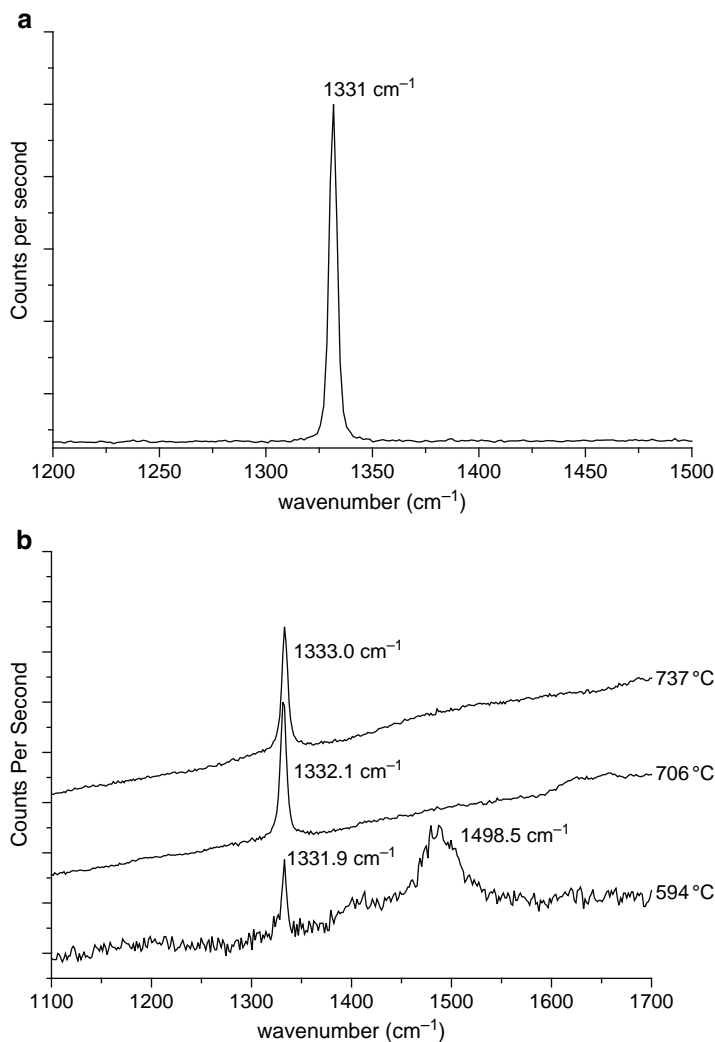 a
1331 cm⁻¹
Counts per second
1200 1250 1300 1350 1400 1450 1500
wavenumber (cm⁻¹)
b
1333.0 cm⁻¹
737 °C
1332.1 cm⁻¹
706 °C
1331.9 cm⁻¹
1498.5 cm⁻¹
594 °C
Counts Per Second
1100 1200 1300 1400 1500 1600 1700
wavenumber (cm⁻¹)